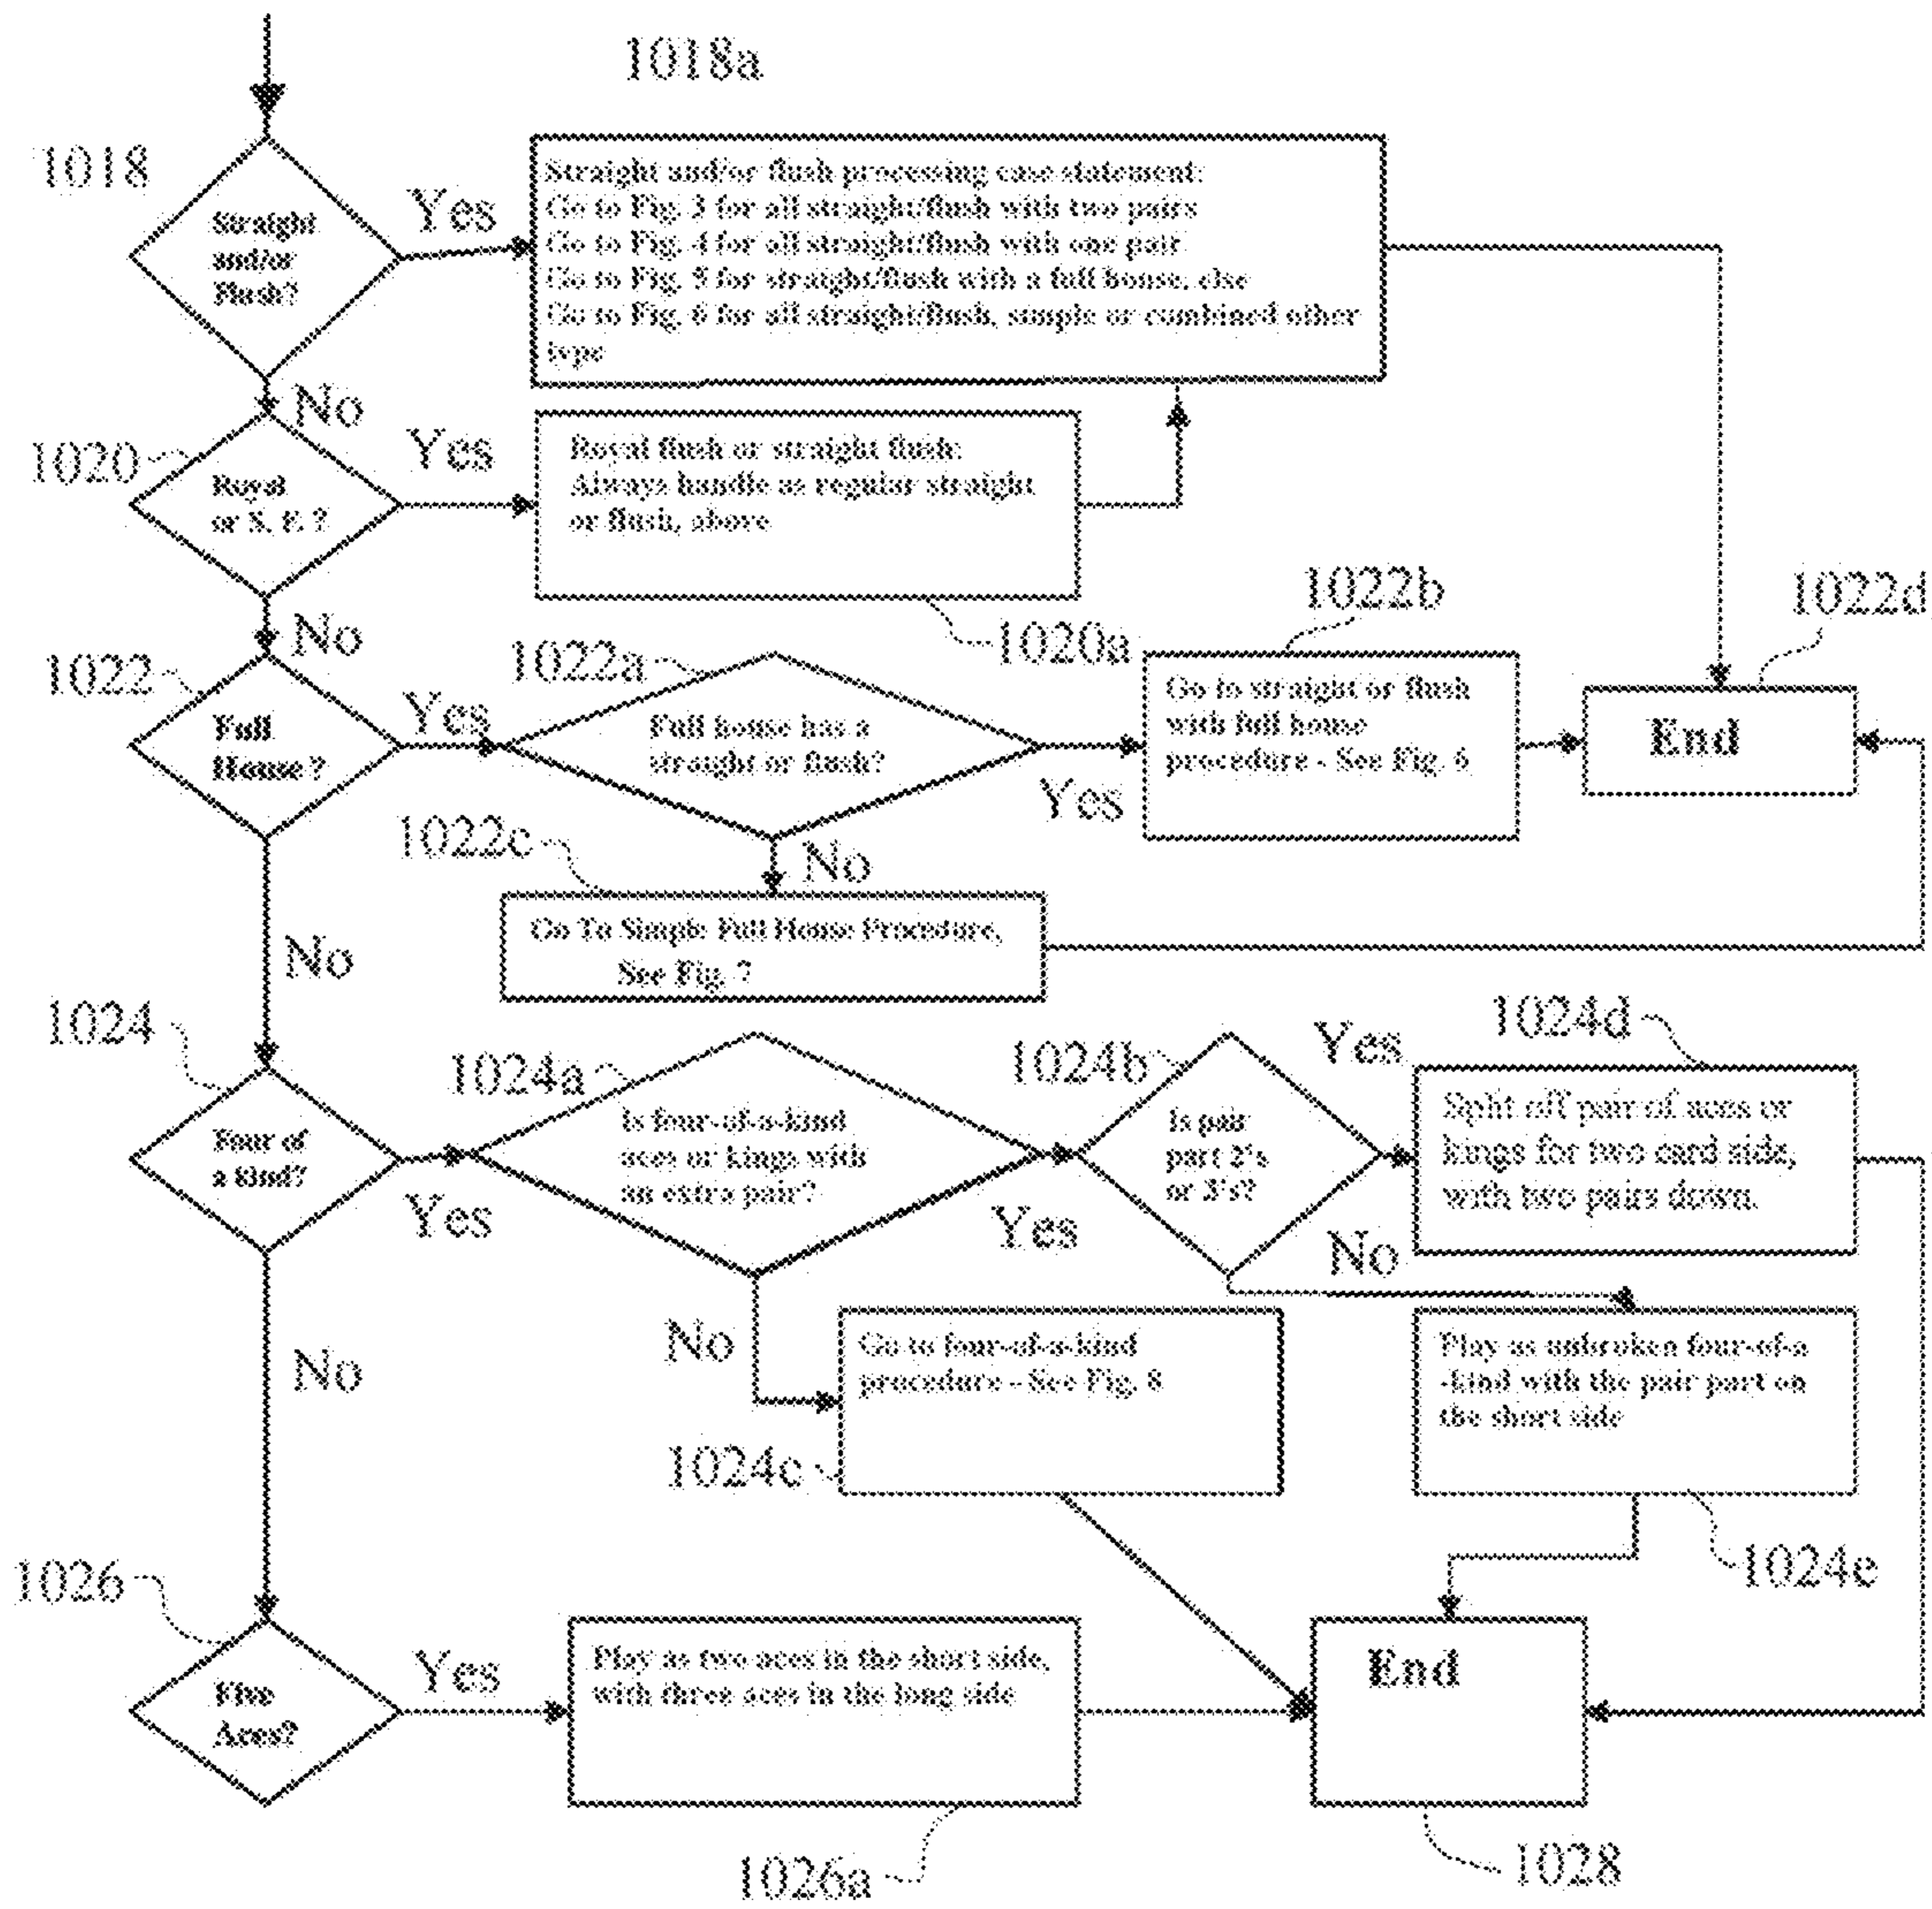 1018a
1018
Straight
and/or
Flush?
Yes
Straight and/or flush processing case statement:
Go to Fig. 3 for all straight/flush with two pairs
Go to Fig. 4 for all straight/flush with one pair
Go to Fig. 5 for straight/flush with a full house, else
Go to Fig. 6 for all straight/flush, simple or combined other
type
No
1020
Royal
or S. F. ?
Yes
Royal flush or straight flush:
Always handle as regular straight
or flush, above
1020a
No
1022
Full
House?
Yes
1022a
Full house has a
straight or flush?
Yes
1022b
Go to straight or flush
with full house
procedure - See Fig. 6
1022d
End
No
1022c
Go To Simple Full House Procedure,
See Fig. 7
No
1024
Four of
a kind?
Yes
1024a
Is four-of-a-kind
aces or kings with
an extra pair?
Yes
1024b
Is pair
part 2's
or 3's?
Yes
1024d
Split off pair of aces or
kings for two card side,
with two pairs down.
No
No
Go to four-of-a-kind
procedure - See Fig. 8
1024c
Play as unbroken four-of-a
-kind with the pair part on
the short side
1024e
No
1026
Five
Aces?
Yes
Play as two aces in the short side,
with three aces in the long side
1026a
End
1028